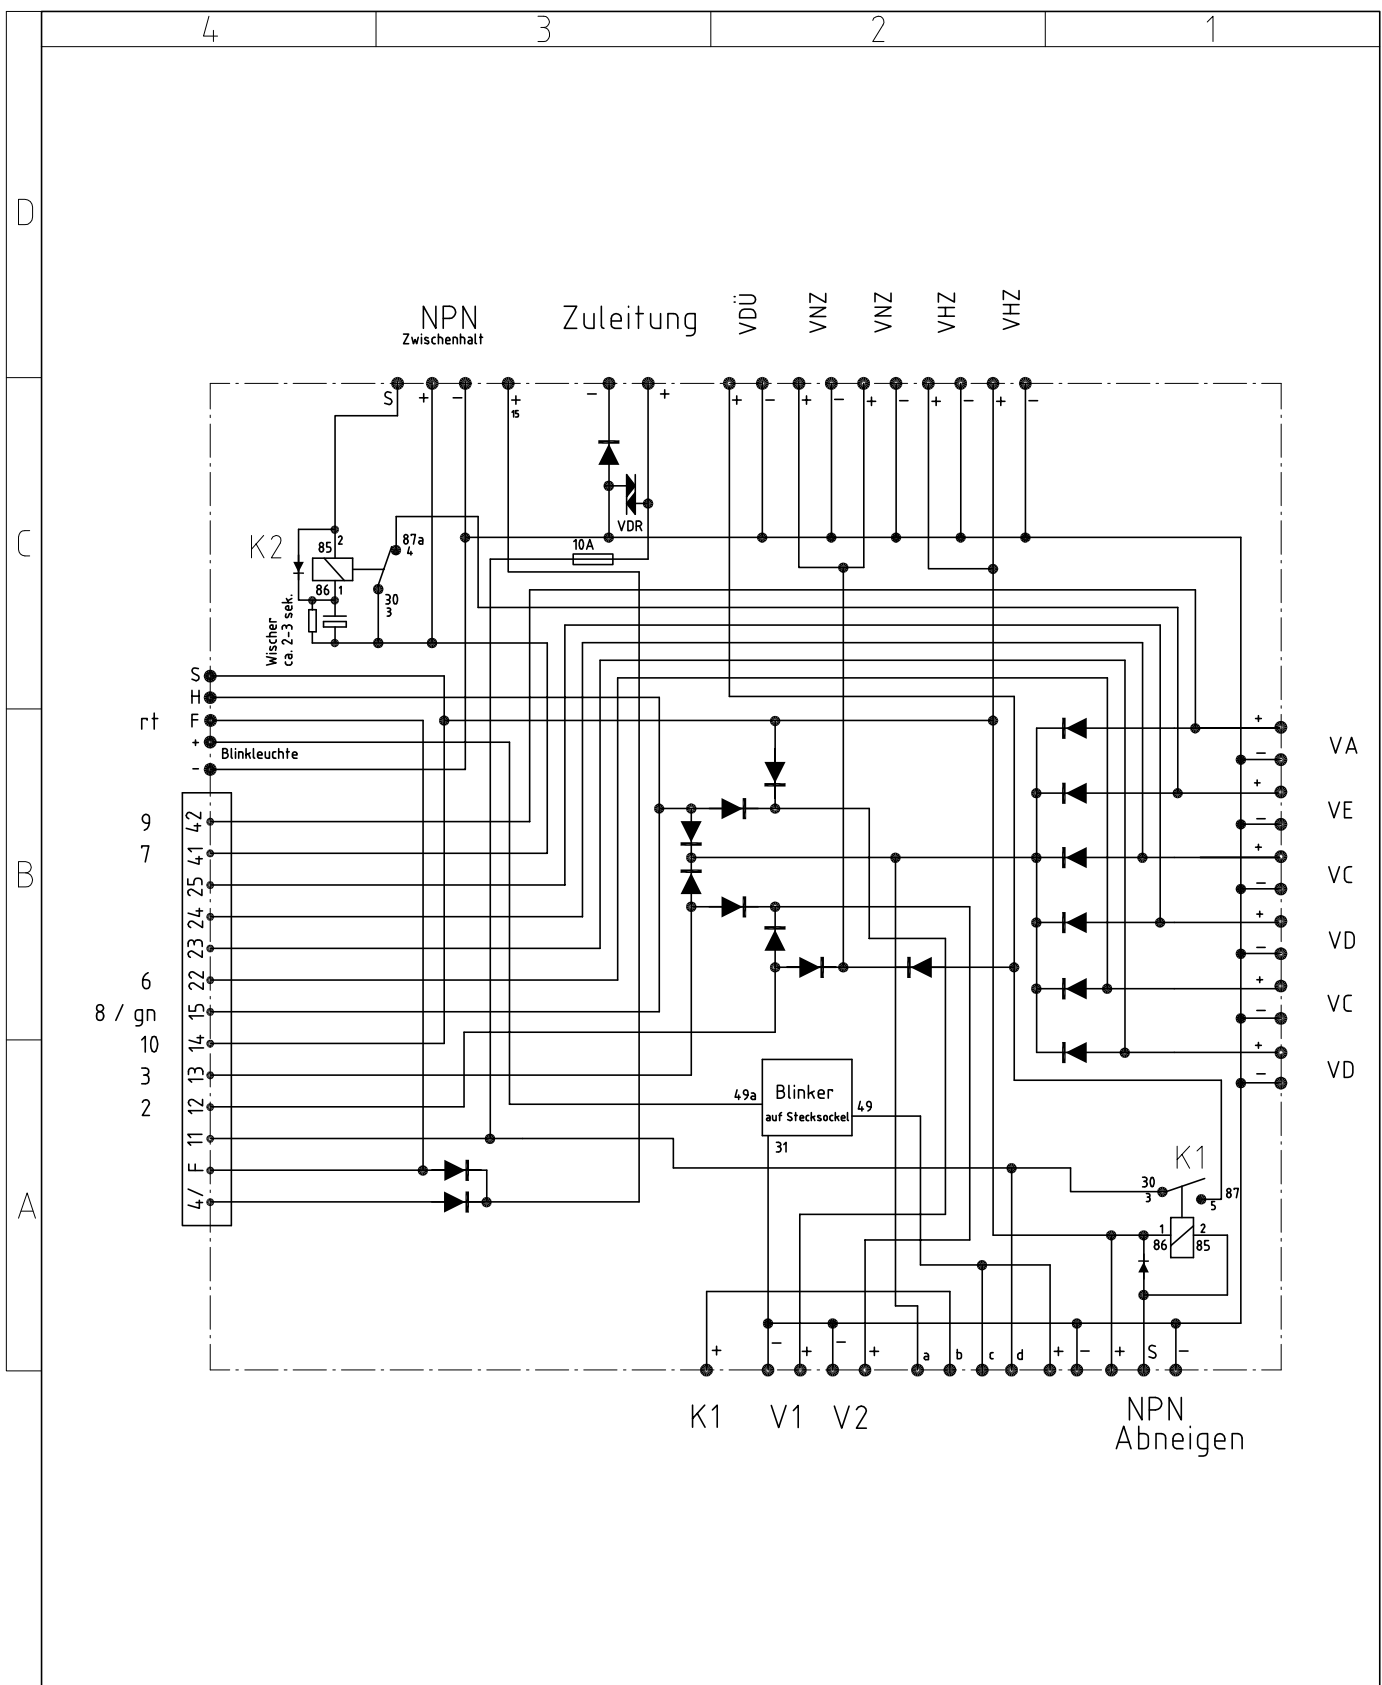 4 3 2 1
D
C
B
A
NPN
Zwischenhalt
Zuleitung
VDÜ
VNZ
VNZ
VHZ
VHZ
S + - + - + + - + - + - + - + -
15
VDR
10A
K2
85 2
86 1
87a
4
30
3
Wischer
ca. 2-3 sek.
S
H
rt F
+
Blinkleuchte
-
9 42
7 41
25
24
23
6 22
8 / gn 15
10 14
3 13
2 12
11
F
4/
+
- VA
+
- VE
+
- VC
+
- VD
+
- VC
+
- VD
Blinker
auf Stecksockel
49a
49
31
K1
30
3
87
5
1 2
86 85
+ - + - + a b c d + - + S -
K1 V1 V2
NPN
Abneigen